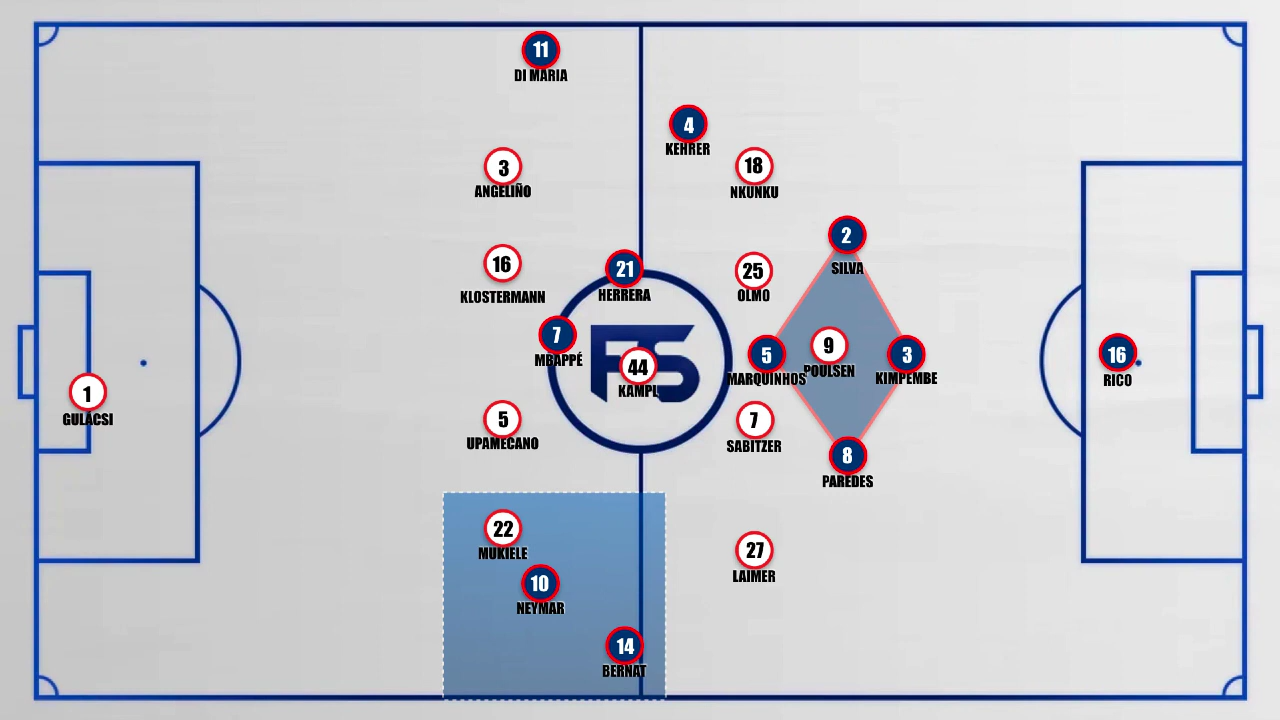 11
DI MARIA
4
KEHRER
3
ANGELIÑO
18
NKUNKU
2
SILVA
16
KLOSTERMANN
21
HERRERA
25
OLMO
7
MBAPPÉ
FS
44
KAMPL
5
MARQUINHOS
9
POULSEN
3
KIMPEMBE
16
RICO
1
GULACSI
5
UPAMECANO
7
SABITZER
8
PAREDES
22
MUKIELE
10
NEYMAR
27
LAIMER
14
BERNAT